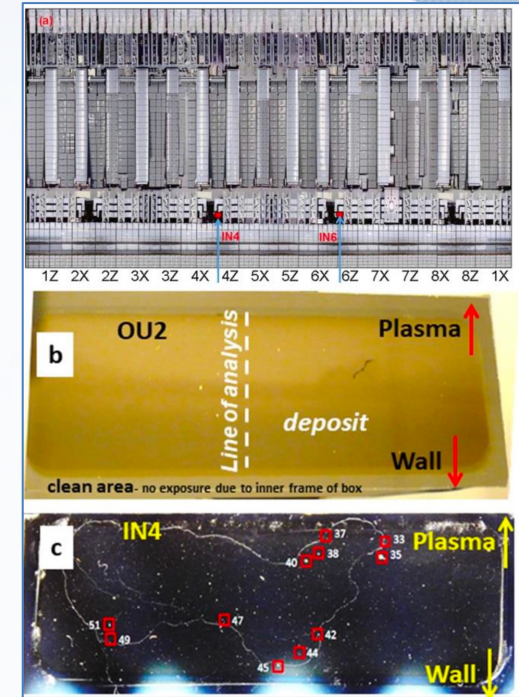 (a)
IN4
IN6
1Z 2X 2Z 3X 3Z 4X 4Z 5X 5Z 6X 6Z 7X 7Z 8X 8Z 1X
OU2
Line of analysis
Plasma
b
deposit
Wall
clean area- no exposure due to inner frame of box
IN4
37
33
Plasma
c
38
35
40
51
47
42
49
44
45
Wall